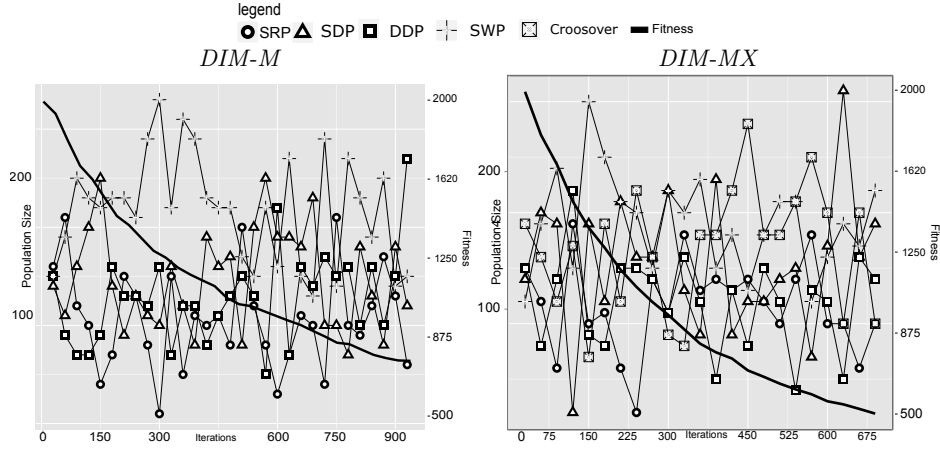 legend
SRP SDP DDP SWP Croosover Fitness
DIM-M DIM-MX
Population Size
200
100
2000
1620
1250
875
500
Fitness
0 150 300 Iterations 600 750 900
Population Size
200
100
2000
1620
1250
875
500
Fitness
0 75 150 225 300 Iterations 450 525 600 675